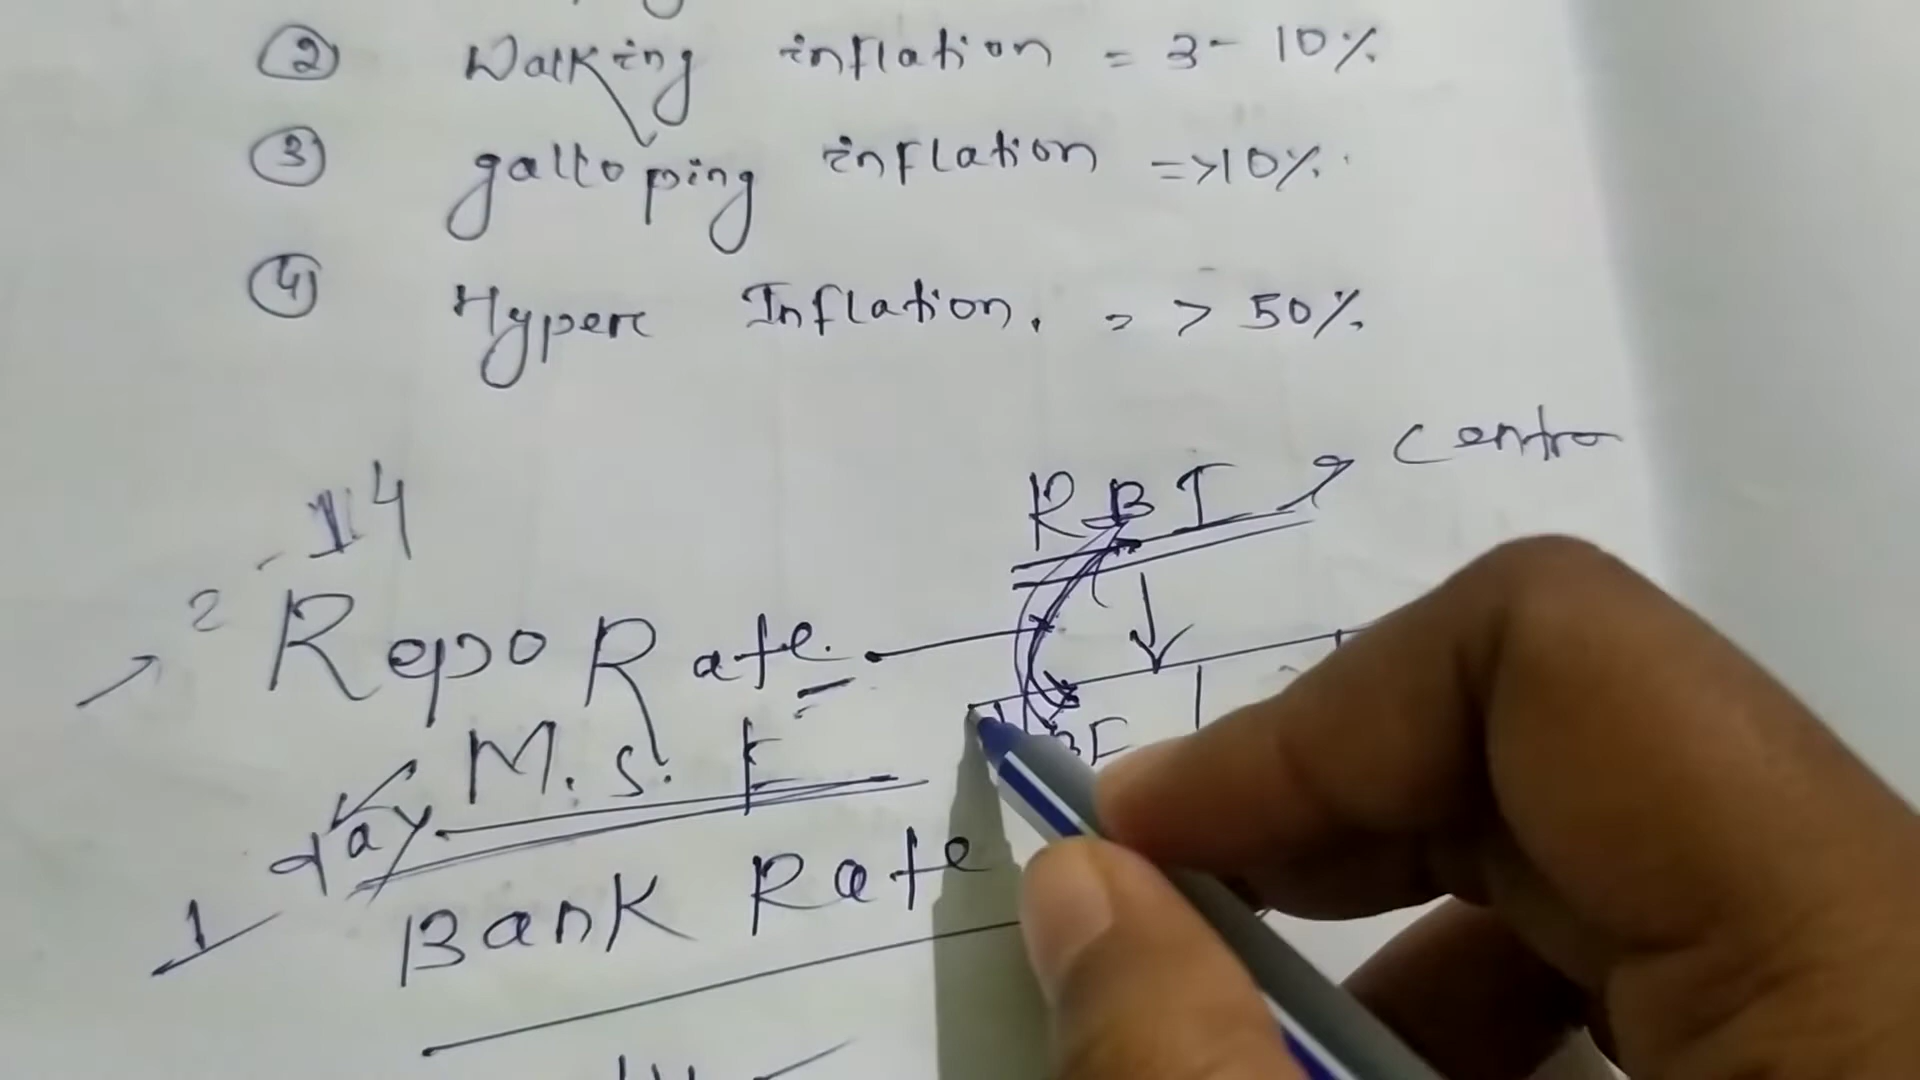 ② Walking inflation = 3 - 10%
③ galloping inflation => 10%.
④ Hyper Inflation. = > 50%
RBI → Centra
14
2 Repo Rate.
M.S.F
1 day
Bank Rate